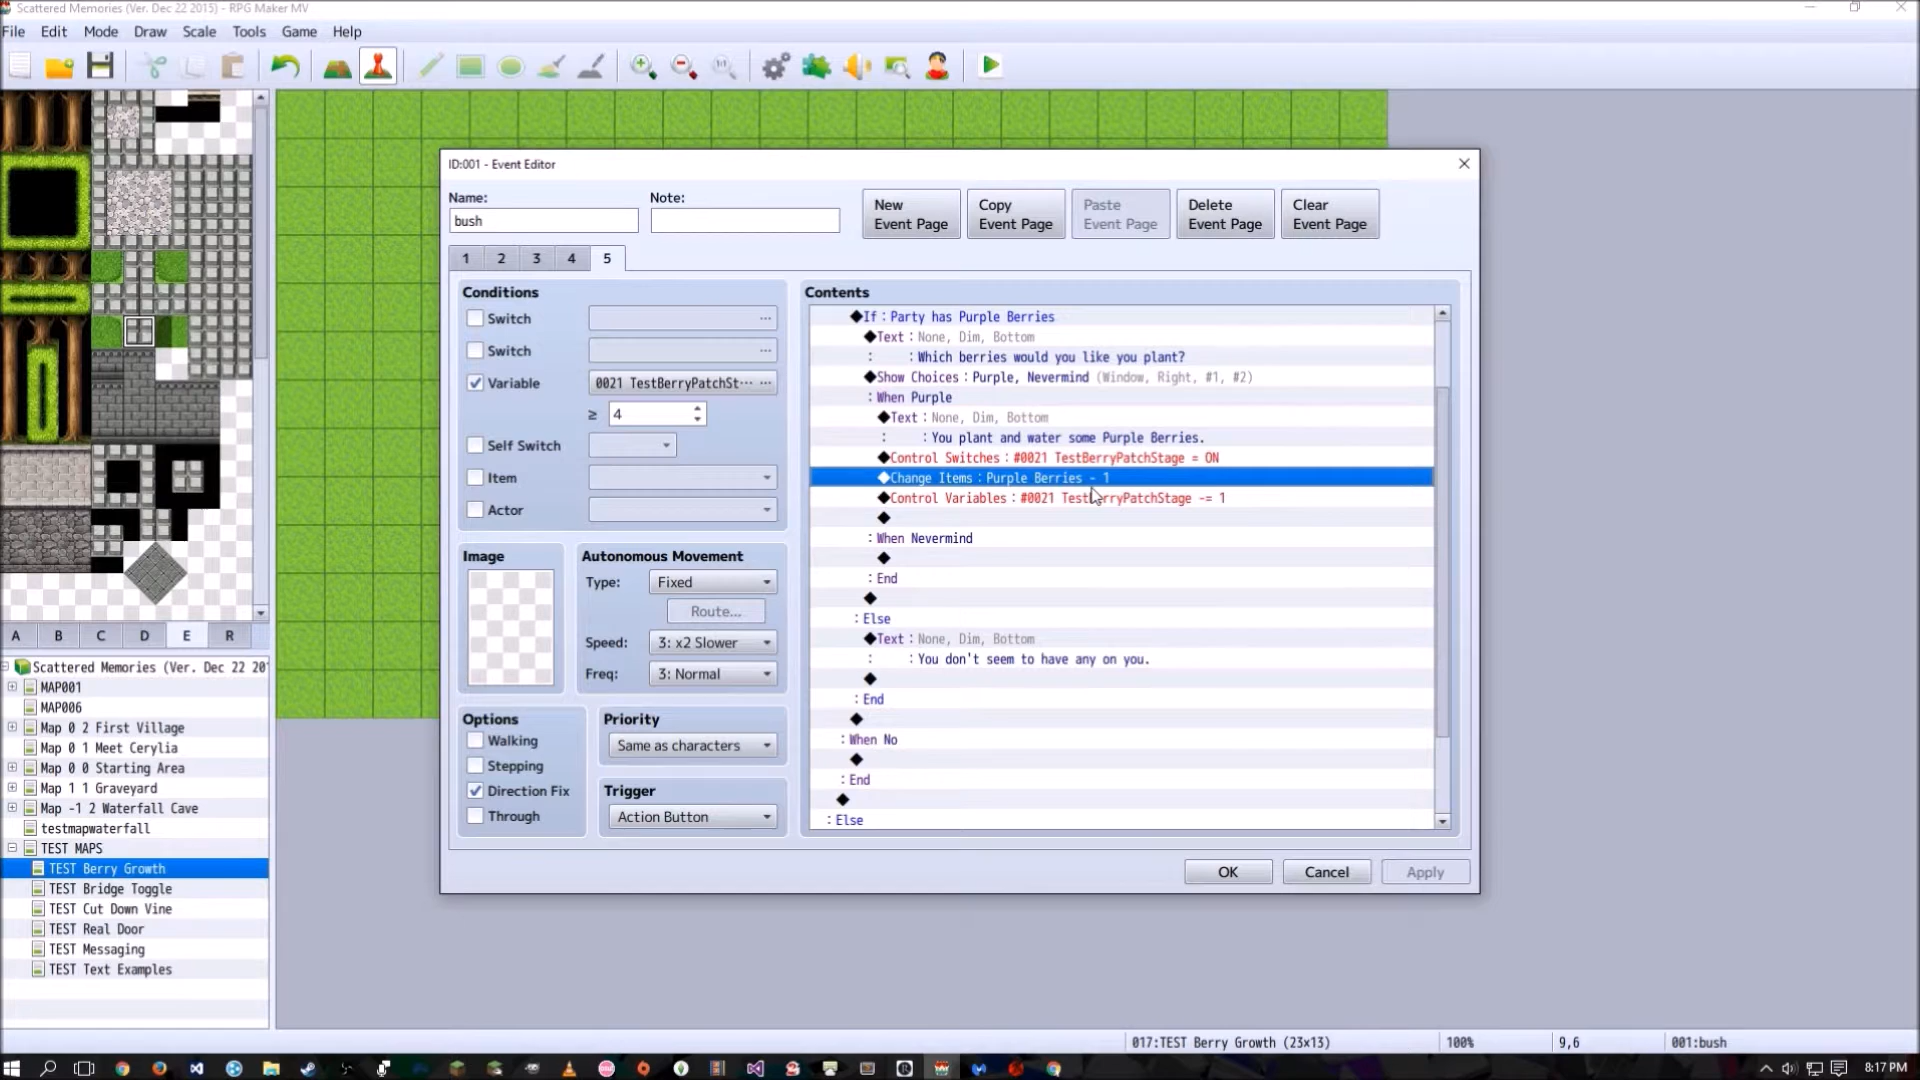 Scattered Memories (Ver. Dec 22 2015) - RPG Maker MV
File Edit Mode Draw Scale Tools Game Help
ID:001 - Event Editor
Name:
bush
Note:
New Event Page
Copy Event Page
Paste Event Page
Delete Event Page
Clear Event Page
1 2 3 4 5
Conditions
Switch ...
Switch ...
Variable 0021 TestBerryPatchSt... ...
≥ 4
Self Switch
Item
Actor
Image
Autonomous Movement
Type: Fixed
Route...
Speed: 3: x2 Slower
Freq: 3: Normal
Options
Walking
Stepping
Direction Fix
Through
Priority
Same as characters
Trigger
Action Button
Contents
◆If : Party has Purple Berries
◆Text : None, Dim, Bottom
: : Which berries would you like you plant?
◆Show Choices : Purple, Nevermind (Window, Right, #1, #2)
: When Purple
◆Text : None, Dim, Bottom
: : You plant and water some Purple Berries.
◆Control Switches : #0021 TestBerryPatchStage = ON
◆Change Items : Purple Berries - 1
◆Control Variables : #0021 TestBerryPatchStage -= 1
◆
: When Nevermind
◆
: End
◆
: Else
◆Text : None, Dim, Bottom
: : You don't seem to have any on you.
◆
: End
◆
: When No
◆
: End
◆
: Else
OK Cancel Apply
A B C D E R
Scattered Memories (Ver. Dec 22 20
MAP001
MAP006
Map 0 2 First Village
Map 0 1 Meet Cerylia
Map 0 0 Starting Area
Map 1 1 Graveyard
Map -1 2 Waterfall Cave
testmapwaterfall
TEST MAPS
TEST Berry Growth
TEST Bridge Toggle
TEST Cut Down Vine
TEST Real Door
TEST Messaging
TEST Text Examples
017:TEST Berry Growth (23x13) 100% 9,6 001:bush
8:17 PM